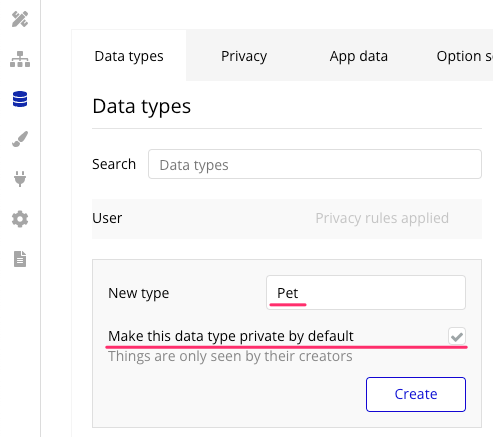 Data types Privacy App data Option s
Data types
Search Data types
User Privacy rules applied
New type Pet
Make this data type private by default
Things are only seen by their creators
Create